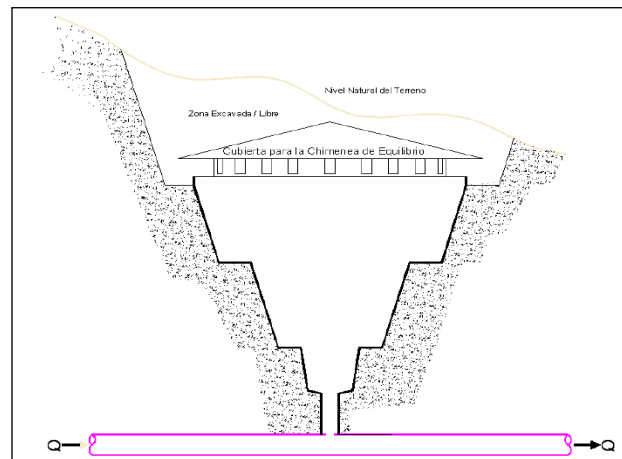 Nivel Natural del Terreno
Zona Excavada / Libre
Cubierta para la Chimenea de Equilibrio
Q
Q